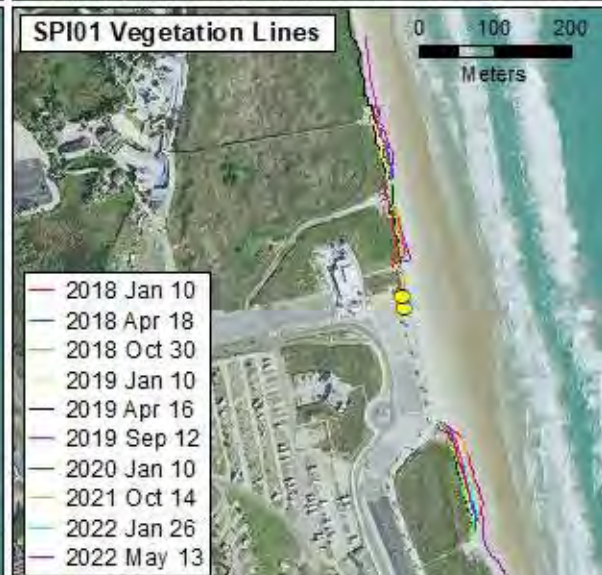 SPI01 Vegetation Lines
0 100 200
Meters
2018 Jan 10
2018 Apr 18
2018 Oct 30
2019 Jan 10
2019 Apr 16
2019 Sep 12
2020 Jan 10
2021 Oct 14
2022 Jan 26
2022 May 13